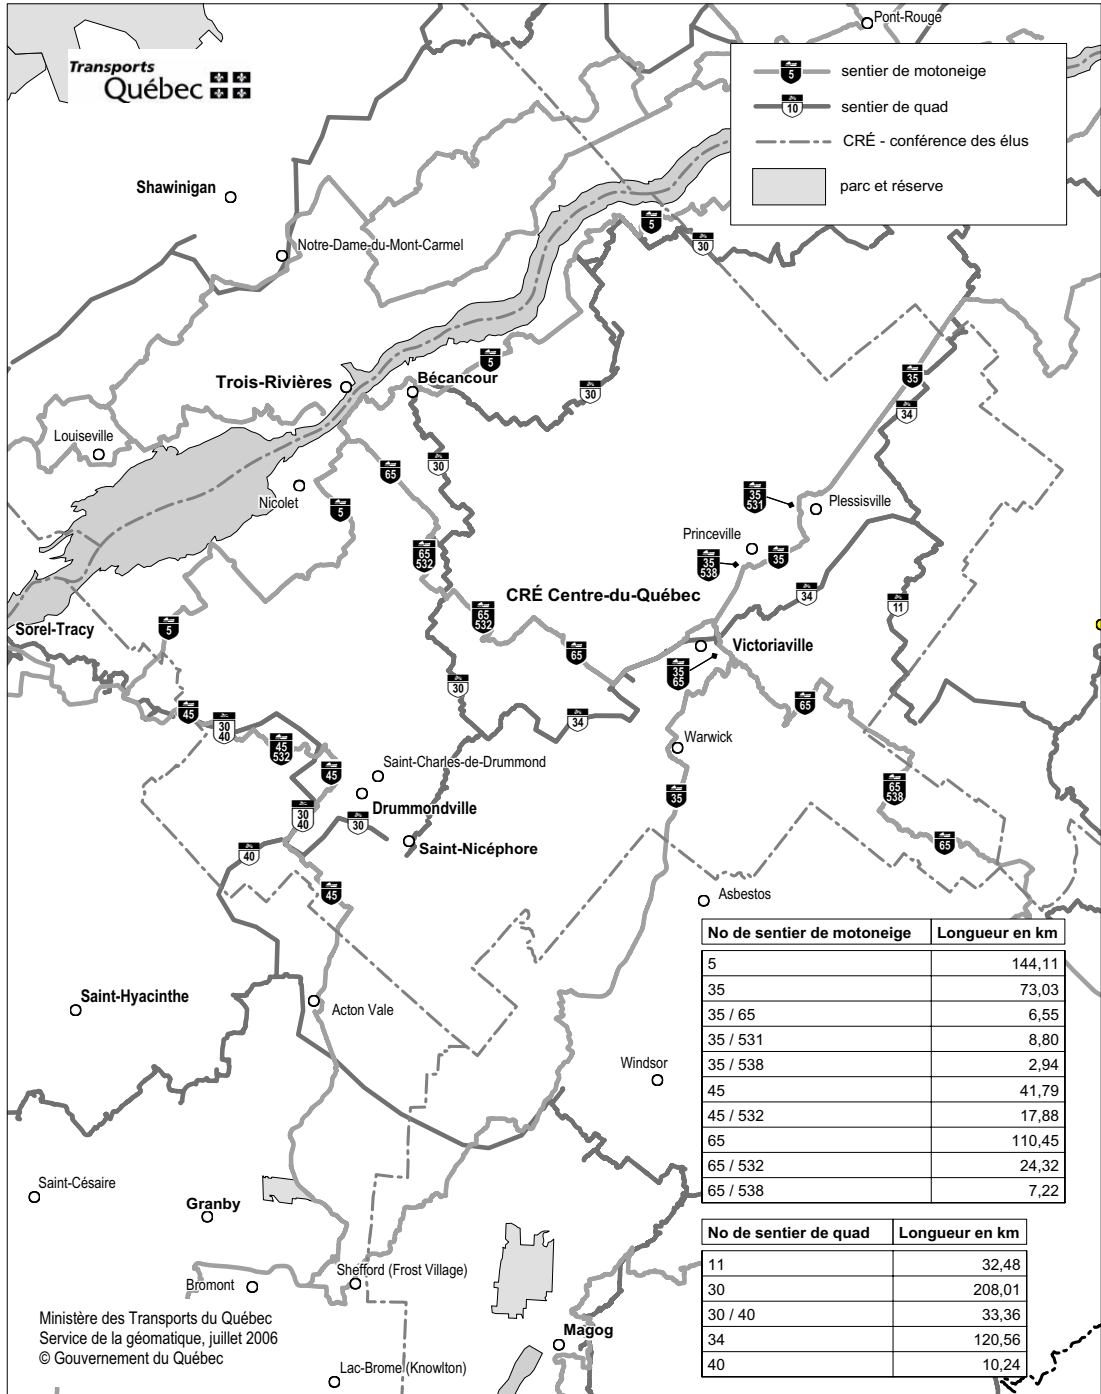 Pont-Rouge
Transports
Québec
5 sentier de motoneige
10 sentier de quad
CRÉ - conférence des élus
parc et réserve
Shawinigan
5
30
Notre-Dame-du-Mont-Carmel
5
Trois-Rivières
Bécancour
35
30
34
Louiseville
30
65
Nicolet
5
35
531
Plessisville
Princeville
65
532
35
538
35
CRÉ Centre-du-Québec
34
11
65
532
Sorel-Tracy
5
65
Victoriaville
35
65
30
65
45
30
40
34
Warwick
45
532
Saint-Charles-de-Drummond
45
65
538
Drummondville
35
30
40
30
Saint-Nicéphore
65
40
45
Asbestos
No de sentier de motoneige Longueur en km
5 144,11
35 73,03
35 / 65 6,55
35 / 531 8,80
35 / 538 2,94
45 41,79
45 / 532 17,88
65 110,45
65 / 532 24,32
65 / 538 7,22
Saint-Hyacinthe
Acton Vale
Windsor
Saint-Césaire
Granby
No de sentier de quad Longueur en km
11 32,48
30 208,01
30 / 40 33,36
34 120,56
40 10,24
Shefford (Frost Village)
Bromont
Ministère des Transports du Québec
Service de la géomatique, juillet 2006
© Gouvernement du Québec
Magog
Lac-Brome (Knowlton)